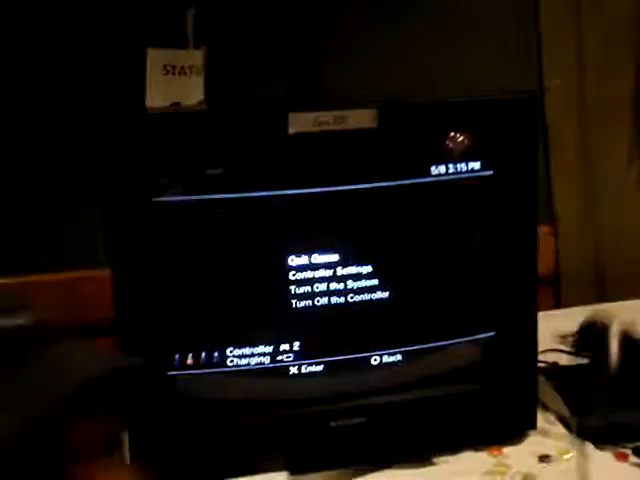 STATI
5/8 3:15 PM
Quit Game
Controller Settings
Turn Off the System
Turn Off the Controller
Controller 2
Charging
Enter
Back